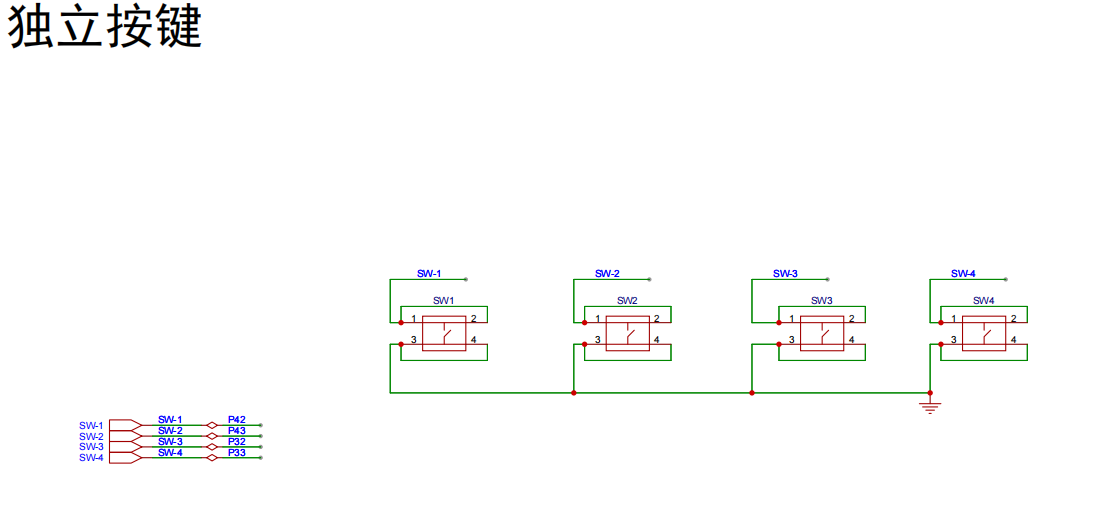 独立按键
SW-1 SW-2 SW-3 SW-4
SW1 SW2 SW3 SW4
1 2 1 2 1 2 1 2
3 4 3 4 3 4 3 4
SW-1 SW-1 P42
SW-2 SW-2 P43
SW-3 SW-3 P32
SW-4 SW-4 P33